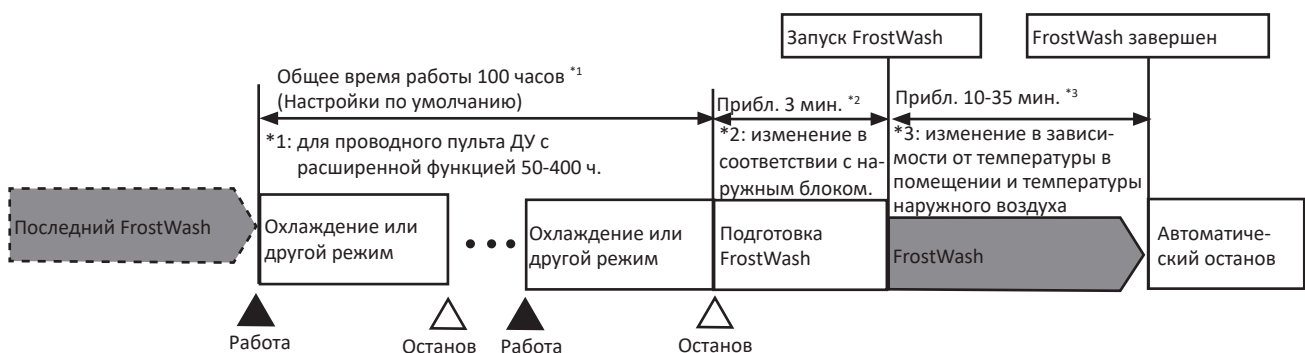 Запуск FrostWash
FrostWash завершен
Общее время работы 100 часов *1
(Настройки по умолчанию)
*1: для проводного пульта ДУ с
расширенной функцией 50-400 ч.
Прибл. 3 мин. *2
*2: изменение в
соответствии с на-
ружным блоком.
Прибл. 10-35 мин. *3
*3: изменение в зависи-
мости от температуры в
помещении и температуры
наружного воздуха
Последний FrostWash
Охлаждение или
другой режим
Охлаждение или
другой режим
Подготовка
FrostWash
FrostWash
Автоматиче-
ский останов
Работа
Останов
Работа
Останов